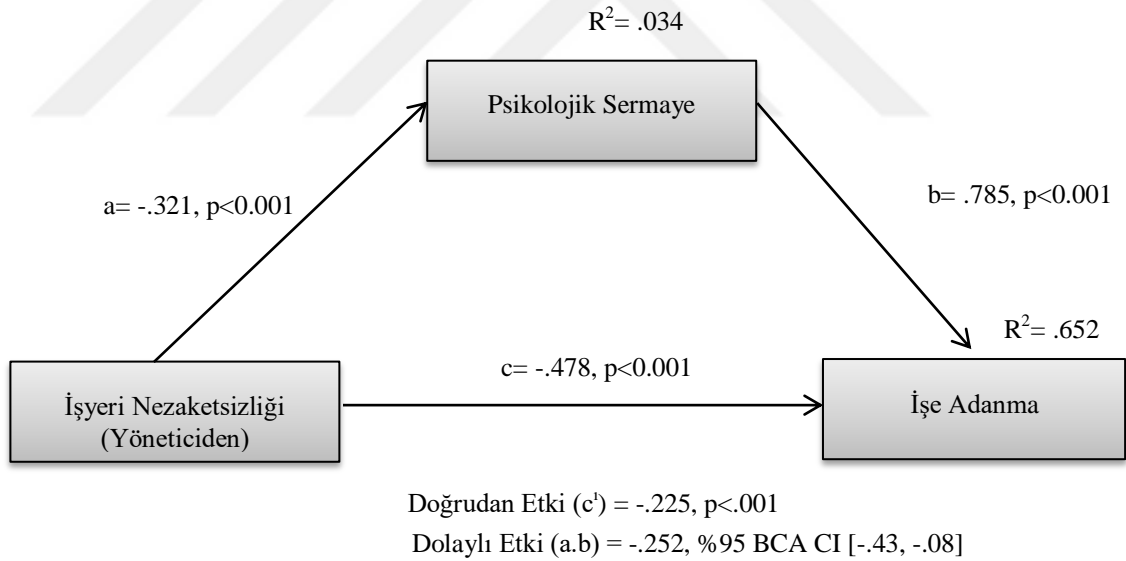 R²= .034
Psikolojik Sermaye
a= -.321, p<0.001
b= .785, p<0.001
R²= .652
c= -.478, p<0.001
İşyeri Nezaketsizliği
(Yöneticiden)
İşe Adanma
Doğrudan Etki (c¹) = -.225, p<.001
Dolaylı Etki (a.b) = -.252, %95 BCA CI [-.43, -.08]